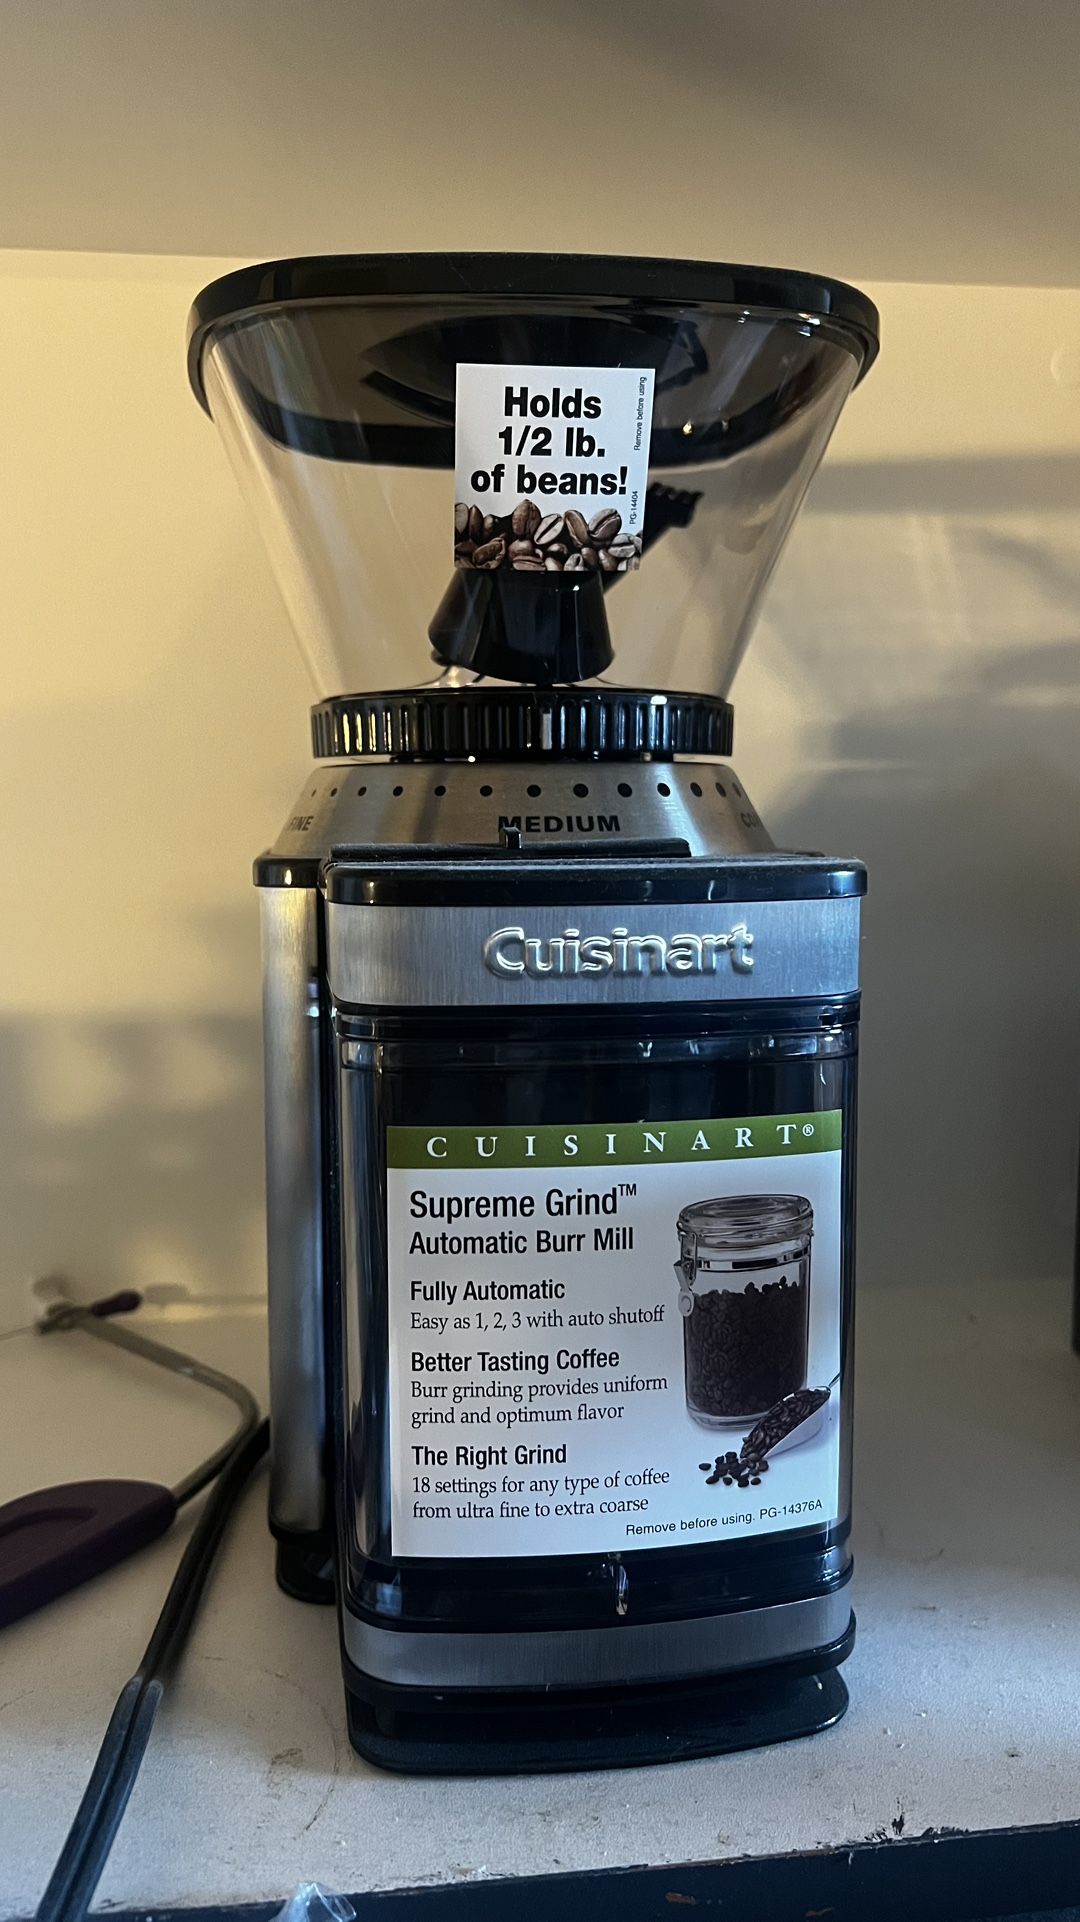 Holds
1/2 lb.
of beans!
Remove before using
PG-14404
FINE
MEDIUM
Cuisinart
CUISINART®
Supreme Grind™
Automatic Burr Mill
Fully Automatic
Easy as 1, 2, 3 with auto shutoff
Better Tasting Coffee
Burr grinding provides uniform
grind and optimum flavor
The Right Grind
18 settings for any type of coffee
from ultra fine to extra coarse
Remove before using. PG-14376A